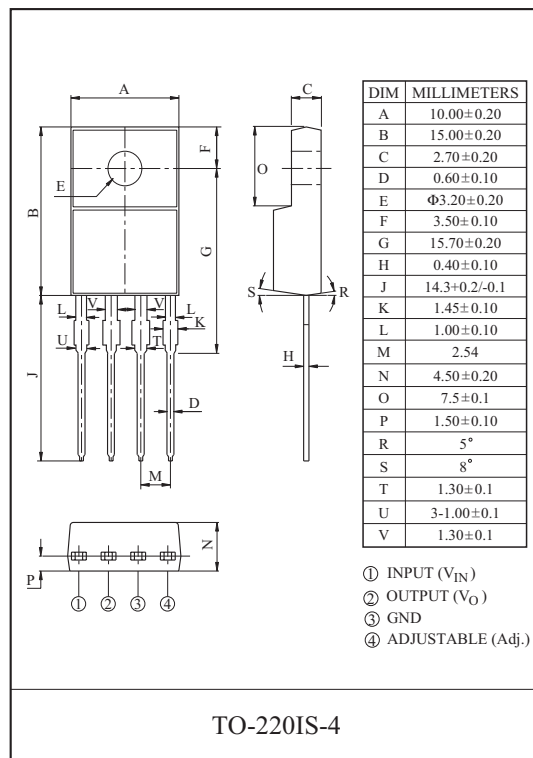 A
C
F
E
O
B
G
L
V
V
L
K
S
R
U
T
J
H
D
M
N
P
① ② ③ ④
DIM MILLIMETERS
A 10.00±0.20
B 15.00±0.20
C 2.70±0.20
D 0.60±0.10
E Φ3.20±0.20
F 3.50±0.10
G 15.70±0.20
H 0.40±0.10
J 14.3+0.2/-0.1
K 1.45±0.10
L 1.00±0.10
M 2.54
N 4.50±0.20
O 7.5±0.1
P 1.50±0.10
R 5°
S 8°
T 1.30±0.1
U 3-1.00±0.1
V 1.30±0.1
① INPUT (VIN)
② OUTPUT (VO)
③ GND
④ ADJUSTABLE (Adj.)
TO-220IS-4